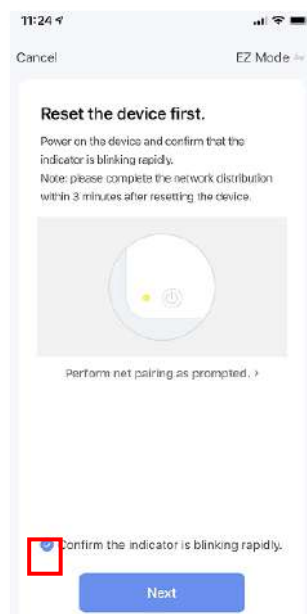 11:24
Cancel
EZ Mode
Reset the device first.
Power on the device and confirm that the
indicator is blinking rapidly.
Note: please complete the network distribution
within 3 minutes after resetting the device.
Perform net pairing as prompted. >
Confirm the indicator is blinking rapidly.
Next